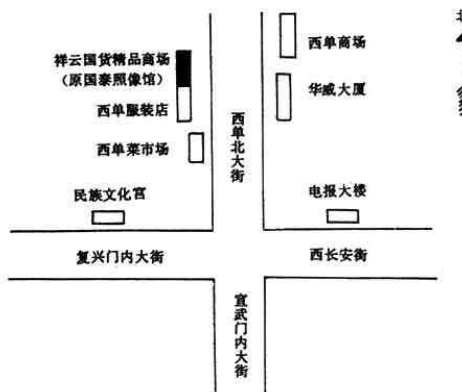 西单商场
祥云国货精品商场
(原国泰照像馆)
华威大厦
西单服装店
西单北大街
西单菜市场
民族文化宫
电报大楼
复兴门内大街
西长安街
宣武门内大街